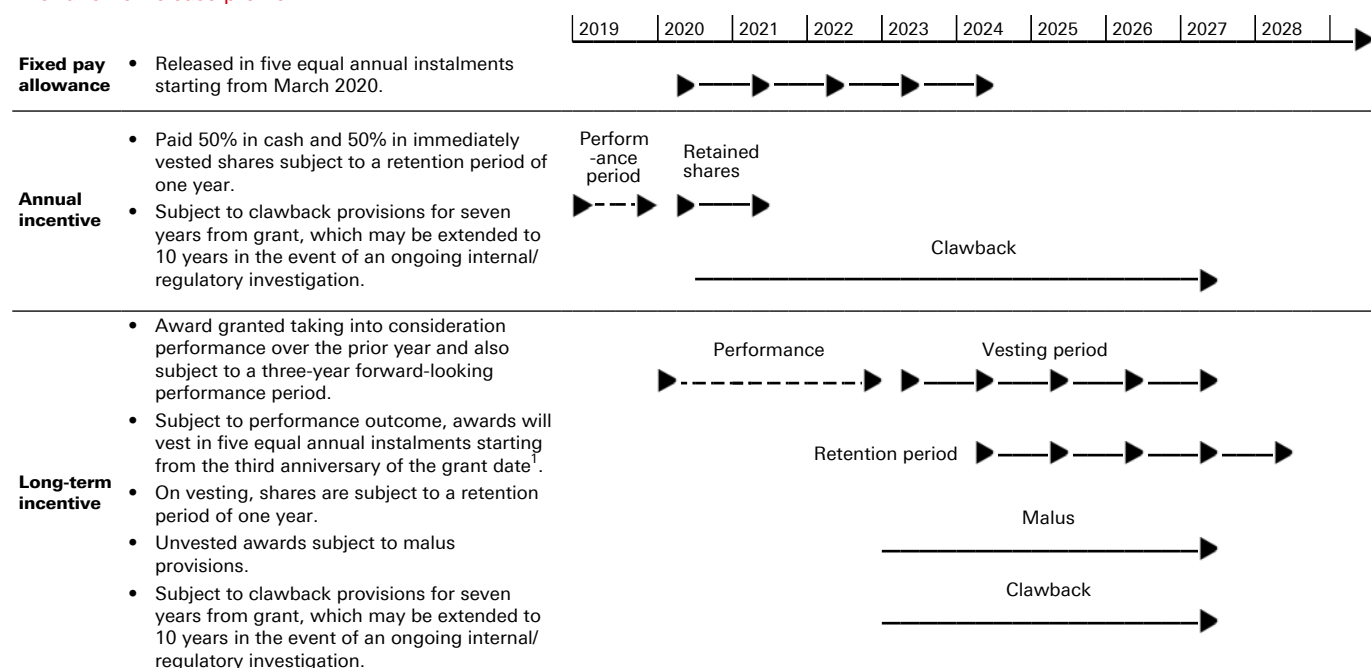 2019 2020 2021 2022 2023 2024 2025 2026 2027 2028
Fixed pay
allowance
• Released in five equal annual instalments
starting from March 2020.
Annual
incentive
• Paid 50% in cash and 50% in immediately
vested shares subject to a retention period of
one year.
• Subject to clawback provisions for seven
years from grant, which may be extended to
10 years in the event of an ongoing internal/
regulatory investigation.
Perform
-ance
period
Retained
shares
Clawback
Long-term
incentive
• Award granted taking into consideration
performance over the prior year and also
subject to a three-year forward-looking
performance period.
• Subject to performance outcome, awards will
vest in five equal annual instalments starting
from the third anniversary of the grant date1.
• On vesting, shares are subject to a retention
period of one year.
• Unvested awards subject to malus
provisions.
• Subject to clawback provisions for seven
years from grant, which may be extended to
10 years in the event of an ongoing internal/
regulatory investigation.
Performance
Vesting period
Retention period
Malus
Clawback